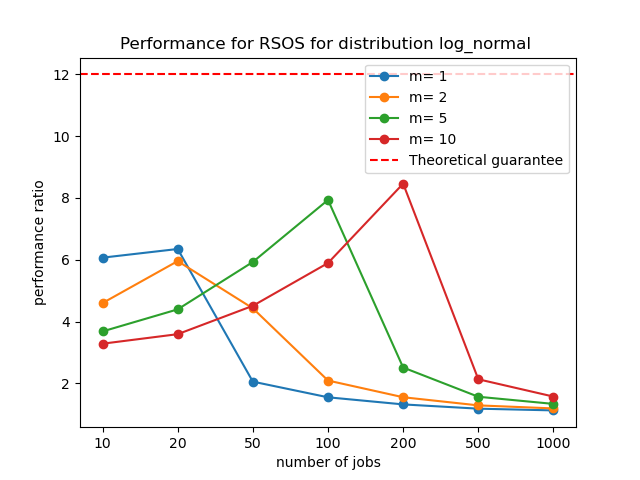 Performance for RSOS for distribution log_normal
12
10
8
6
4
2
performance ratio
m= 1
m= 2
m= 5
m= 10
Theoretical guarantee
10 20 50 100 200 500 1000
number of jobs